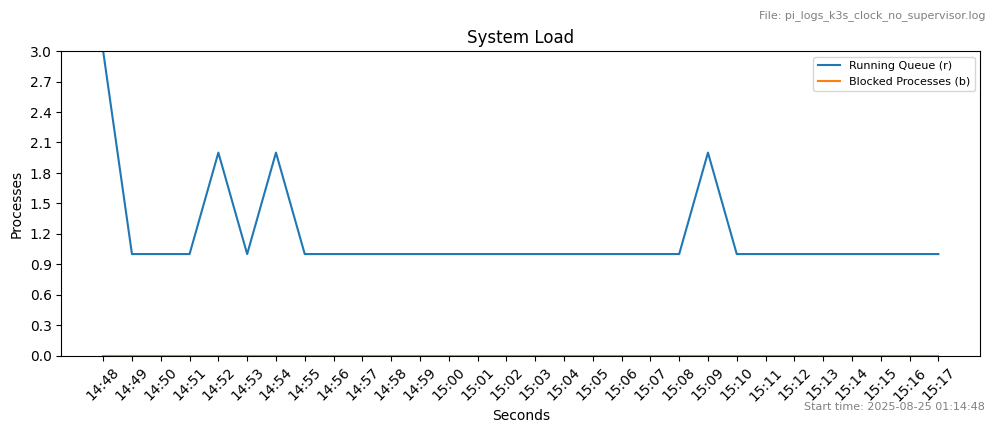 File: pi_logs_k3s_clock_no_supervisor.log
System Load
Running Queue (r)
Blocked Processes (b)
Processes
3.0
2.7
2.4
2.1
1.8
1.5
1.2
0.9
0.6
0.3
0.0
14:48 14:49 14:50 14:51 14:52 14:53 14:54 14:55 14:56 14:57 14:58 14:59 15:00 15:01 15:02 15:03 15:04 15:05 15:06 15:07 15:08 15:09 15:10 15:11 15:12 15:13 15:14 15:15 15:16 15:17
Seconds
Start time: 2025-08-25 01:14:48